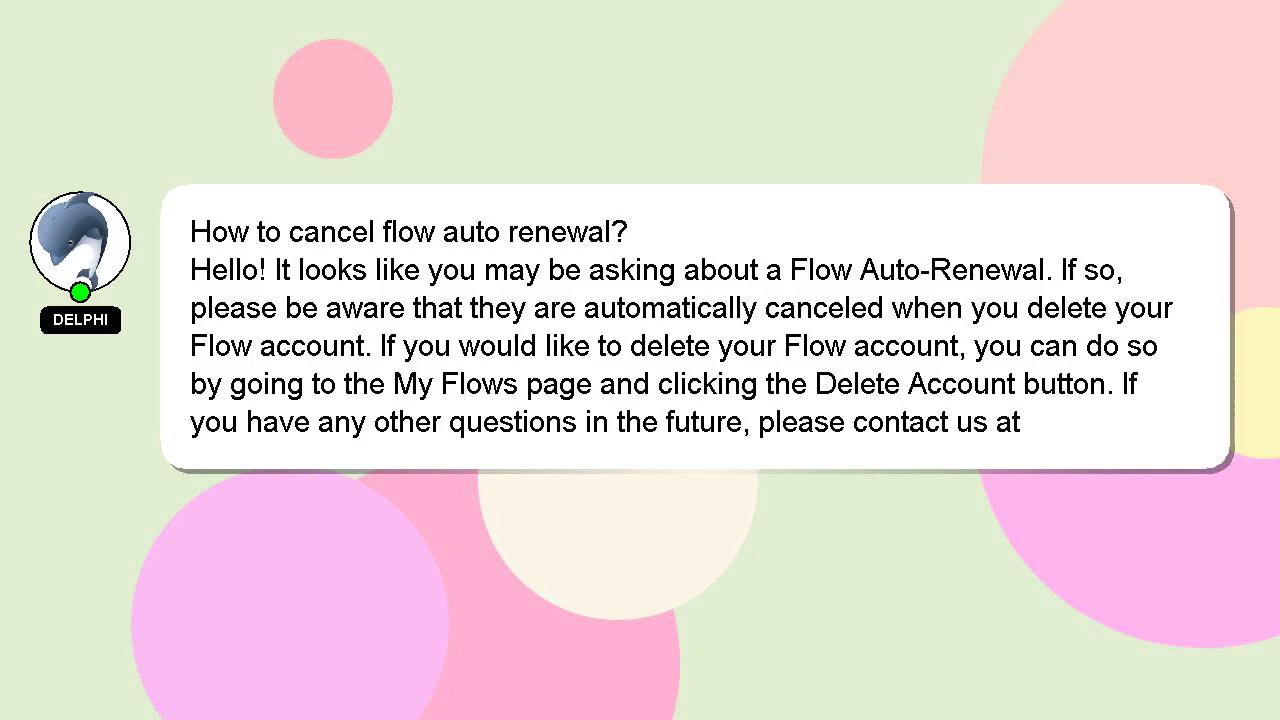 How to cancel flow auto renewal?
Hello! It looks like you may be asking about a Flow Auto-Renewal. If so,
please be aware that they are automatically canceled when you delete your
Flow account. If you would like to delete your Flow account, you can do so
by going to the My Flows page and clicking the Delete Account button. If
you have any other questions in the future, please contact us at
DELPHI